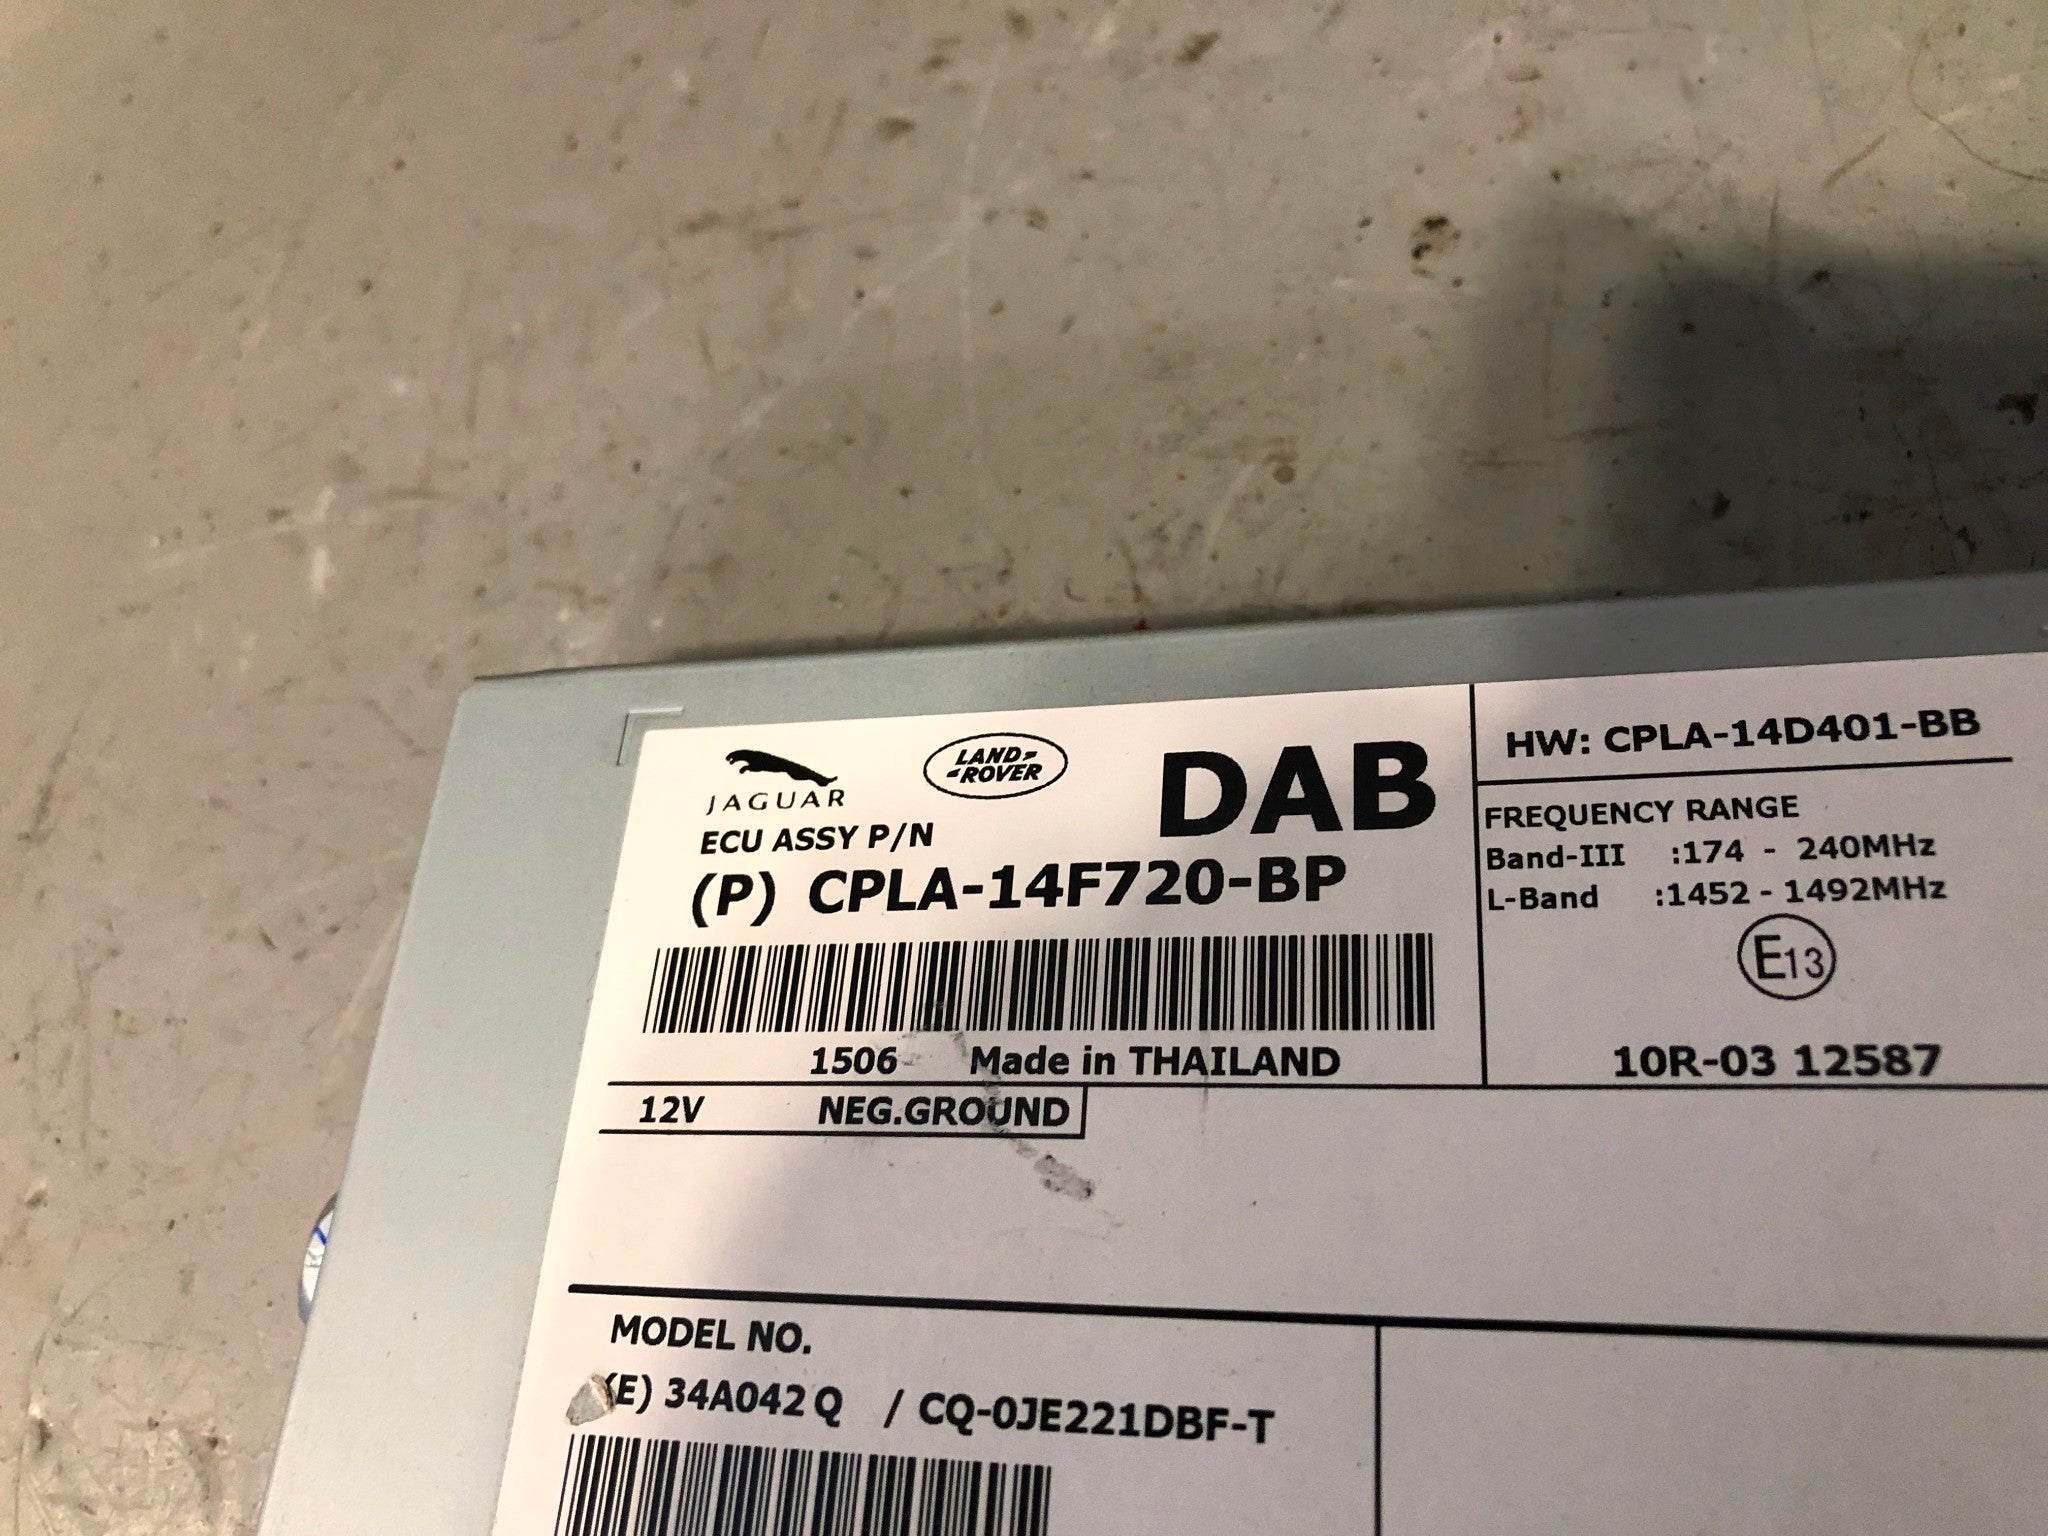 JAGUAR
LAND-
-ROVER
DAB
ECU ASSY P/N
(P) CPLA-14F720-BP
1506 Made in THAILAND
12V NEG.GROUND
HW: CPLA-14D401-BB
FREQUENCY RANGE
Band-III :174 - 240MHz
L-Band :1452 - 1492MHz
E13
10R-03 12587
MODEL NO.
(E) 34A042 Q / CQ-0JE221DBF-T